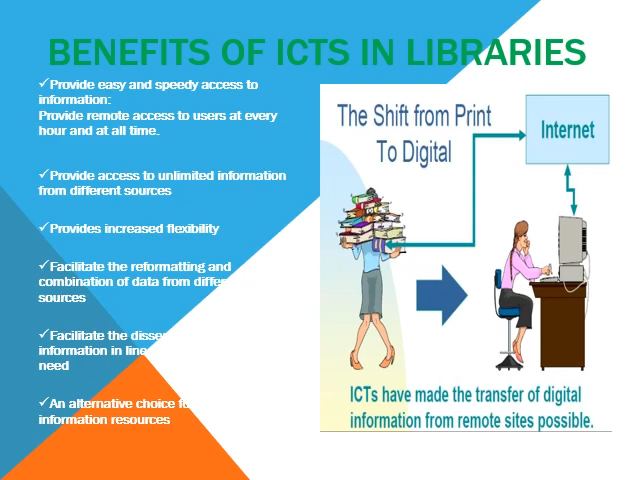 BENEFITS OF ICTS IN LIBRARIES
✓Provide easy and speedy access to
information:
Provide remote access to users at every
hour and at all time.
✓Provide access to unlimited information
from different sources
✓Provides increased flexibility
✓Facilitate the reformatting and
combination of data from
sources
✓Facilitate the
information in line
need
✓An alternative choice
information resources
The Shift from Print
To Digital
Internet
ICTs have made the transfer of digital
information from remote sites possible.